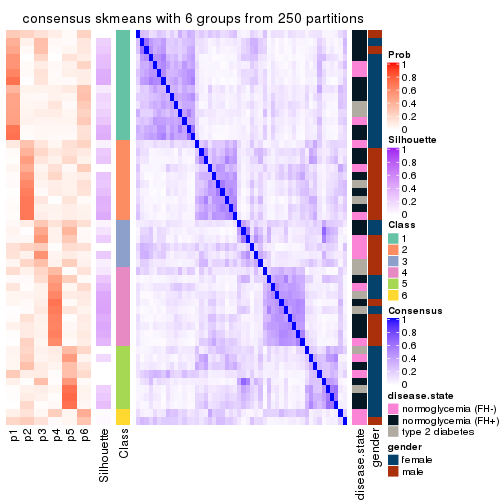 consensus skmeans with 6 groups from 250 partitions
p1
p2
p3
p4
p5
p6
Silhouette
Class
disease.state
gender
Prob
1
0.8
0.6
0.4
0.2
0
Silhouette
1
0.8
0.6
0.4
0.2
0
Class
1
2
3
4
5
6
Consensus
1
0.8
0.6
0.4
0.2
0
disease.state
normoglycemia (FH-)
normoglycemia (FH+)
type 2 diabetes
gender
female
male